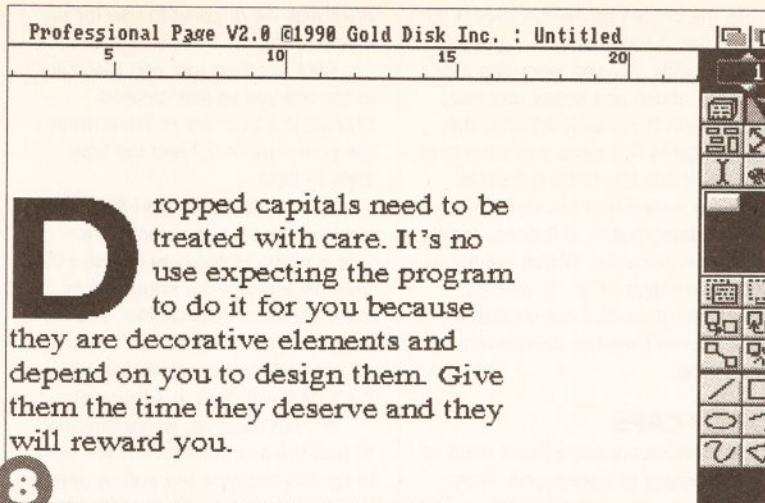 Professional Page V2.0 ©1990 Gold Disk Inc. : Untitled
5 10 15 20
1
Dropped capitals need to be
treated with care. It's no
use expecting the program
to do it for you because
they are decorative elements and
depend on you to design them. Give
them the time they deserve and they
will reward you.
8